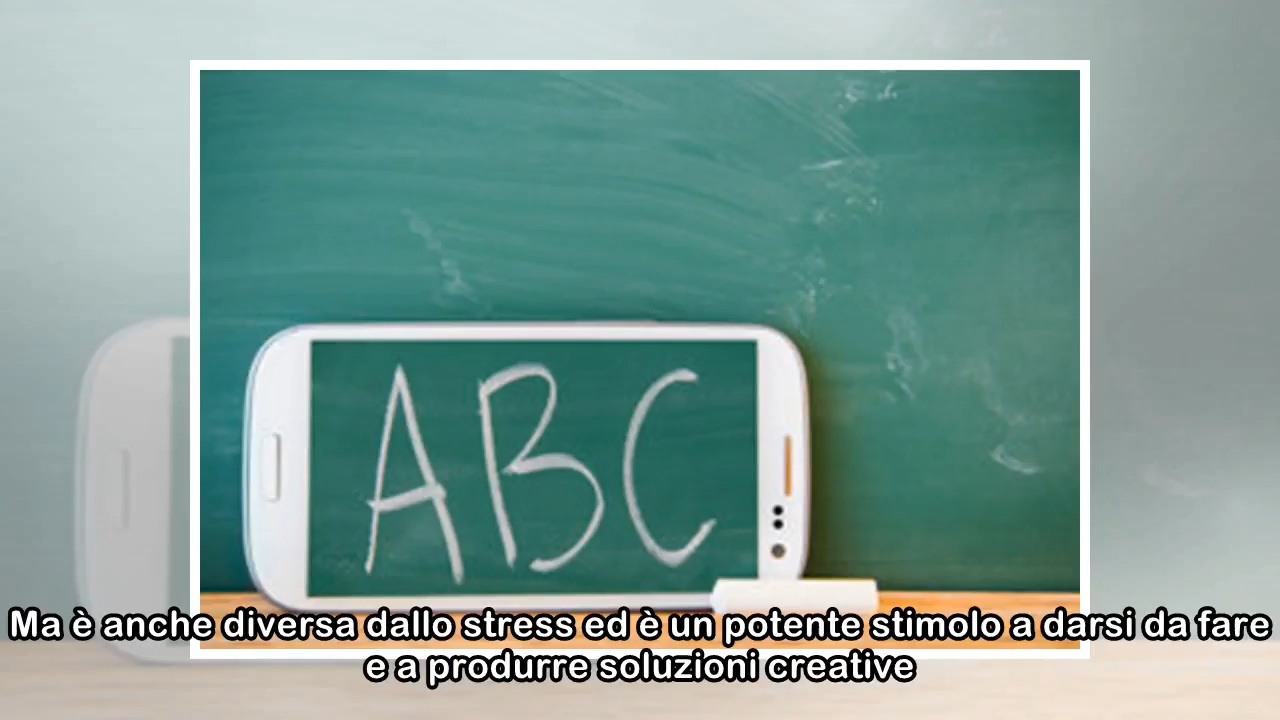 ABC
Ma è anche diversa dallo stress ed è un potente stimolo a darsi da fare
e a produrre soluzioni creative